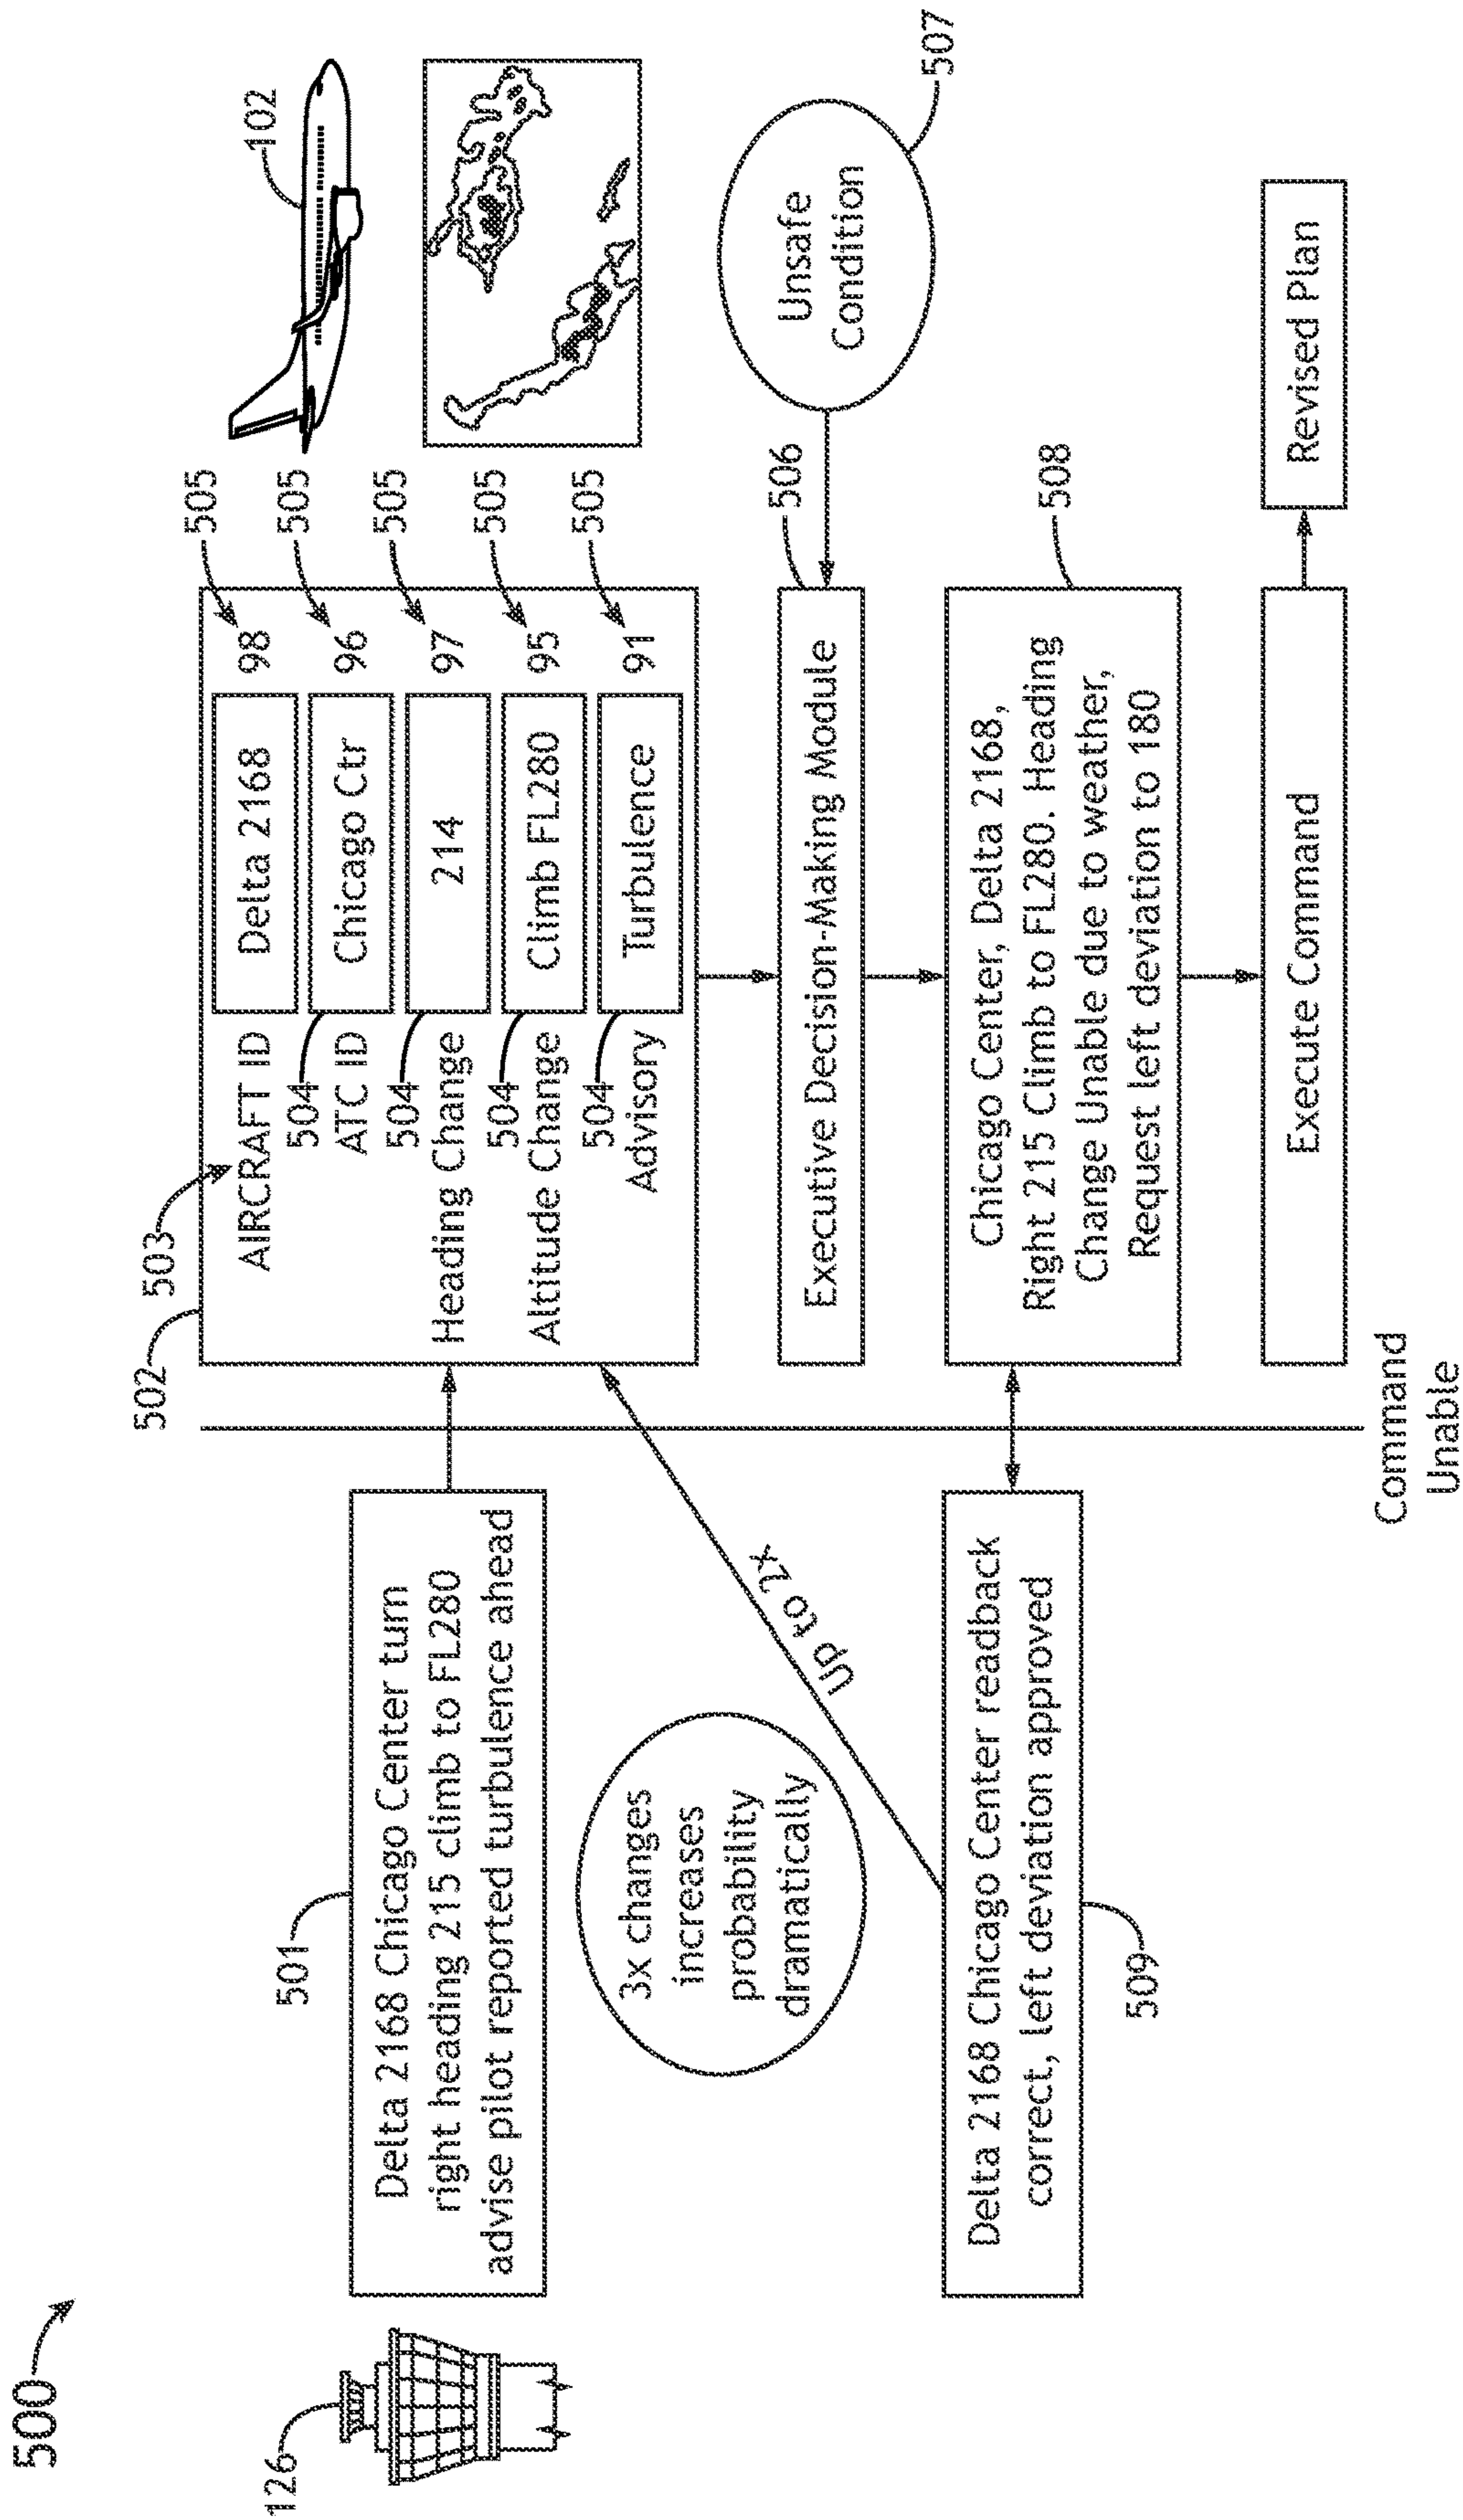 500
126
501
Delta 2168 Chicago Center turn
right heading 215 climb to FL280
advise pilot reported turbulence ahead
3x changes
increases
probability
dramatically
Up to 2x
Delta 2168 Chicago Center readback
correct, left deviation approved
509
Command
Unable
502
503
AIRCRAFT ID
Delta 2168
98
505
504
ATC ID
Chicago Ctr
96
505
504
Heading Change
214
97
505
504
Altitude Change
Climb FL280
95
505
504
Advisory
Turbulence
91
505
102
Executive Decision-Making Module
506
Unsafe
Condition
507
Chicago Center, Delta 2168,
Right 215 Climb to FL280. Heading
Change Unable due to weather,
Request left deviation to 180
508
Execute Command
Revised Plan